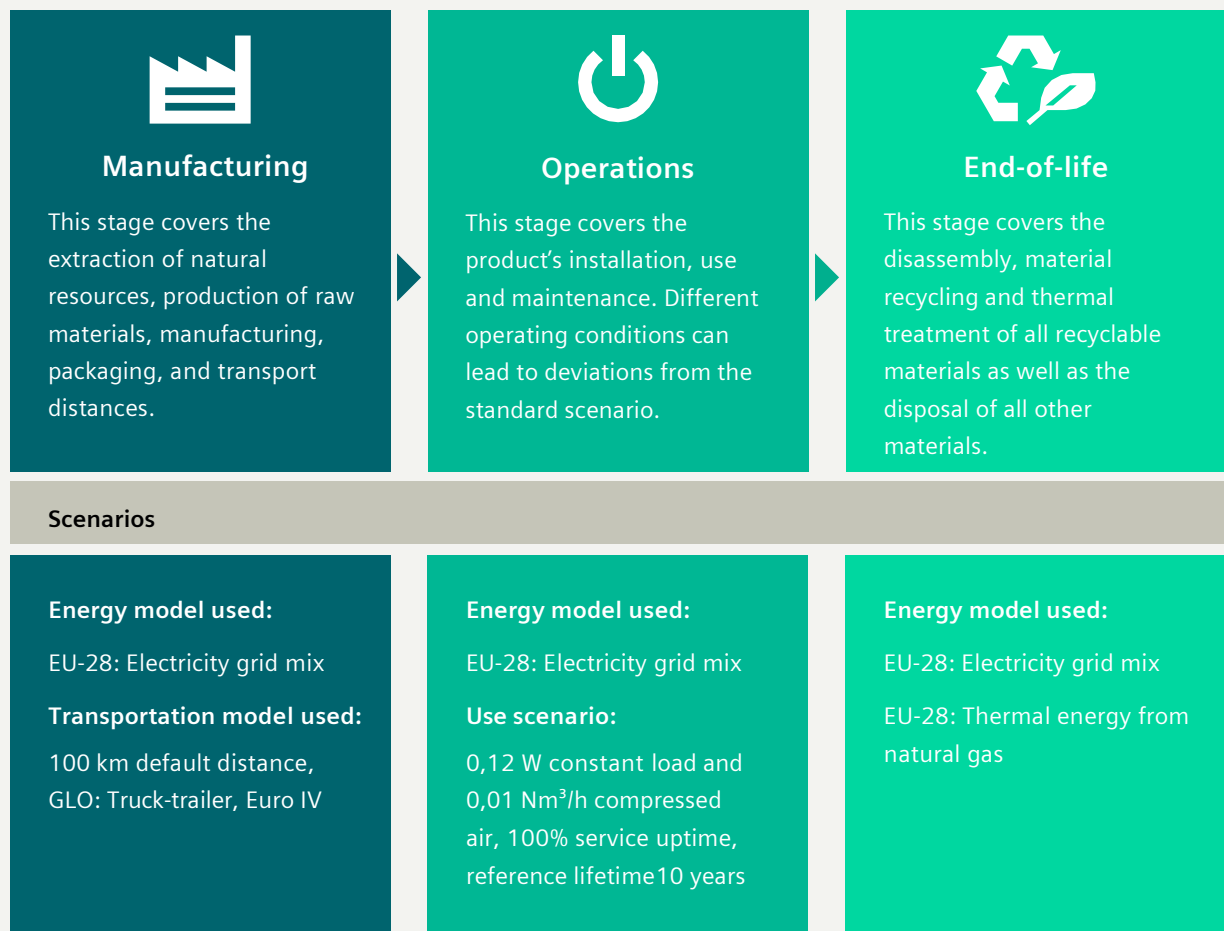 Manufacturing
This stage covers the
extraction of natural
resources, production of raw
materials, manufacturing,
packaging, and transport
distances.
Operations
This stage covers the
product’s installation, use
and maintenance. Different
operating conditions can
lead to deviations from the
standard scenario.
End-of-life
This stage covers the
disassembly, material
recycling and thermal
treatment of all recyclable
materials as well as the
disposal of all other
materials.
Scenarios
Energy model used:
EU-28: Electricity grid mix
Transportation model used:
100 km default distance,
GLO: Truck-trailer, Euro IV
Energy model used:
EU-28: Electricity grid mix
Use scenario:
0,12 W constant load and
0,01 Nm³/h compressed
air, 100% service uptime,
reference lifetime10 years
Energy model used:
EU-28: Electricity grid mix
EU-28: Thermal energy from
natural gas